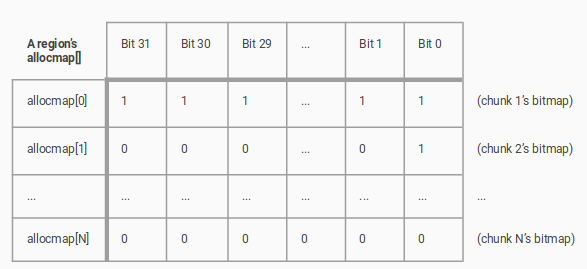 A region's allocmap[] Bit 31 Bit 30 Bit 29 ... Bit 1 Bit 0
allocmap[0] 1 1 1 ... 1 1 (chunk 1's bitmap)
allocmap[1] 0 0 0 ... 0 1 (chunk 2's bitmap)
... ... ... ... ... ... ... ...
allocmap[N] 0 0 0 0 0 0 (chunk N's bitmap)